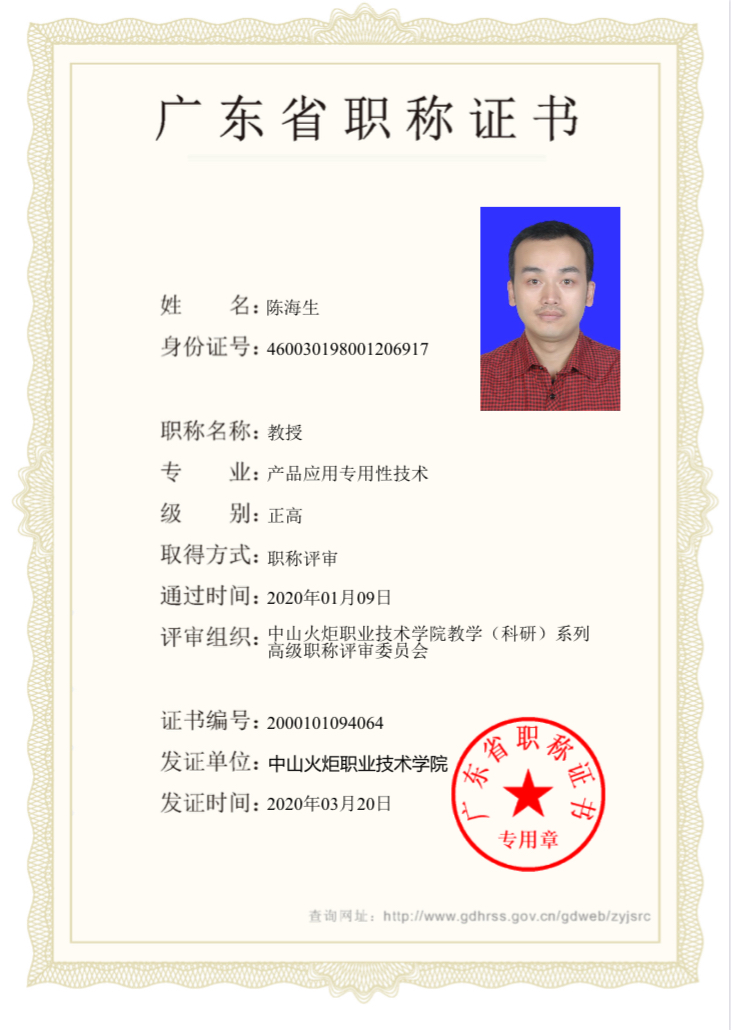 广东省职称证书
姓　　名：陈海生
身份证号：460030198001206917
职称名称：教授
专　　业：产品应用专用性技术
级　　别：正高
取得方式：职称评审
通过时间：2020年01月09日
评审组织：中山火炬职业技术学院教学（科研）系列
高级职称评审委员会
证书编号：2000101094064
发证单位：中山火炬职业技术学院
发证时间：2020年03月20日
广东省职称证书
专用章
查询网址：http://www.gdhrss.gov.cn/gdweb/zyjsrc